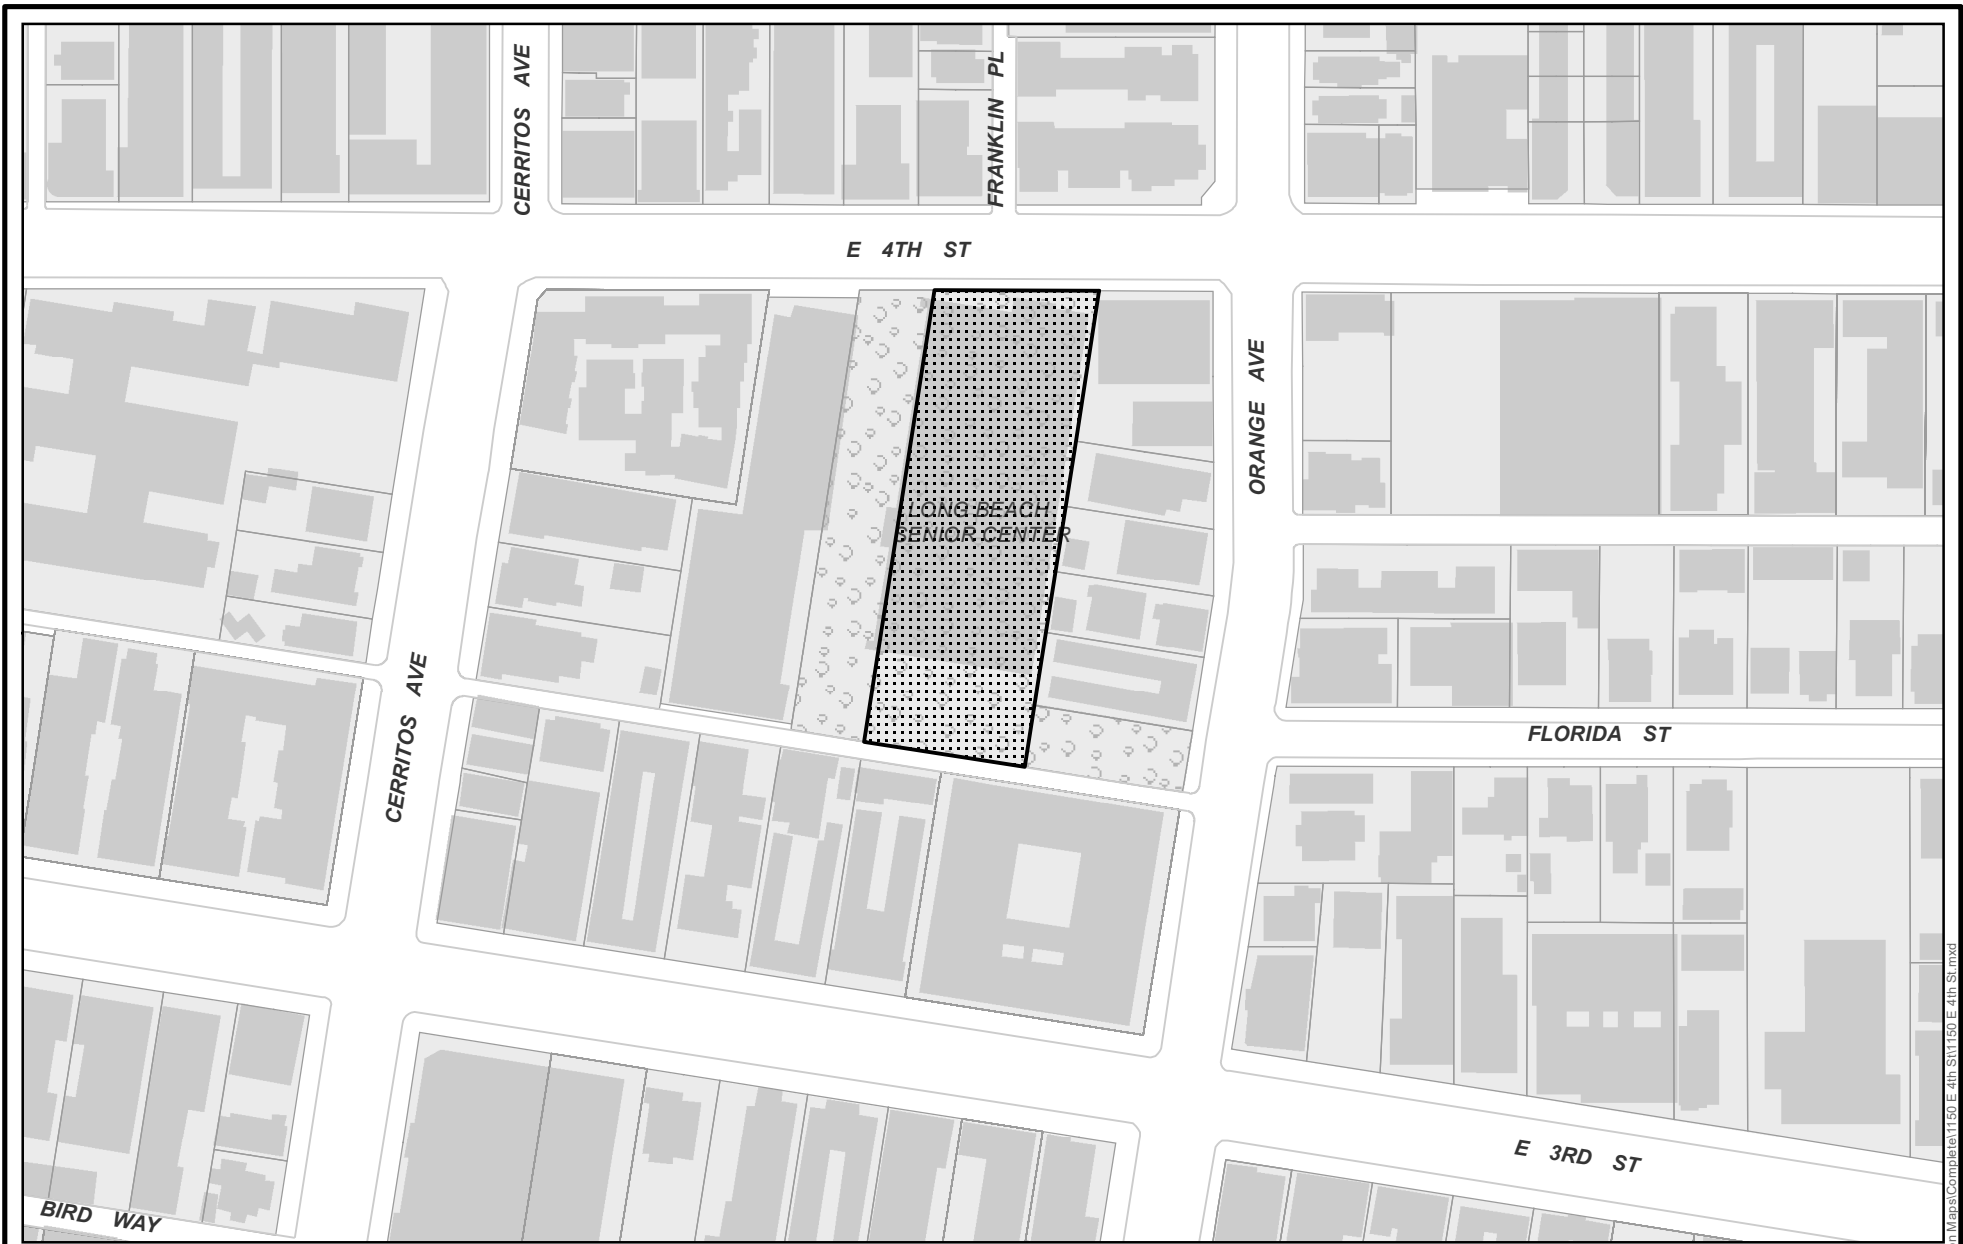 CERRITOS AVE
FRANKLIN PL
E 4TH ST
ORANGE AVE
LONG BEACH
SENIOR CENTER
CERRITOS AVE
FLORIDA ST
E 3RD ST
BIRD WAY
Maps\Complete\1150 E 4th St\1150 E 4th St.mxd